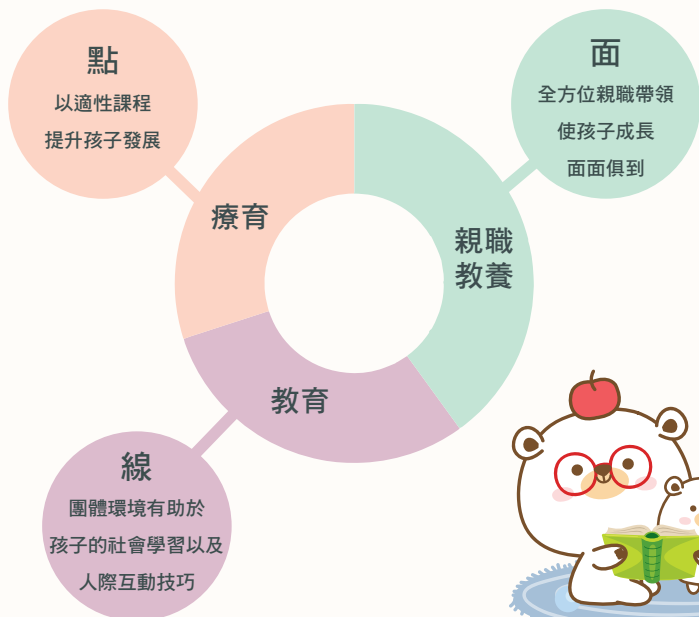 點
以適性課程
提升孩子發展
面
全方位親職帶領
使孩子成長
面面俱到
療育
親職
教養
教育
線
團體環境有助於
孩子的社會學習以及
人際互動技巧